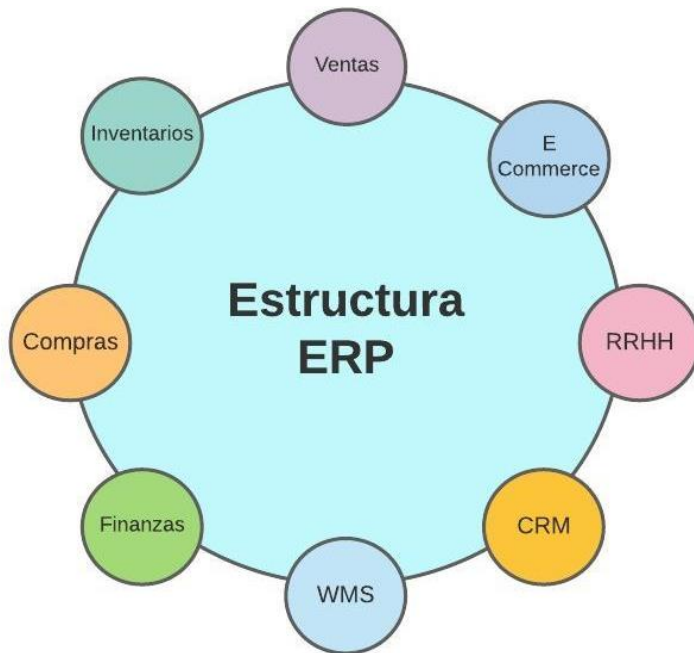 Ventas
E
Commerce
Inventarios
Estructura
ERP
Compras
RRHH
Finanzas
CRM
WMS